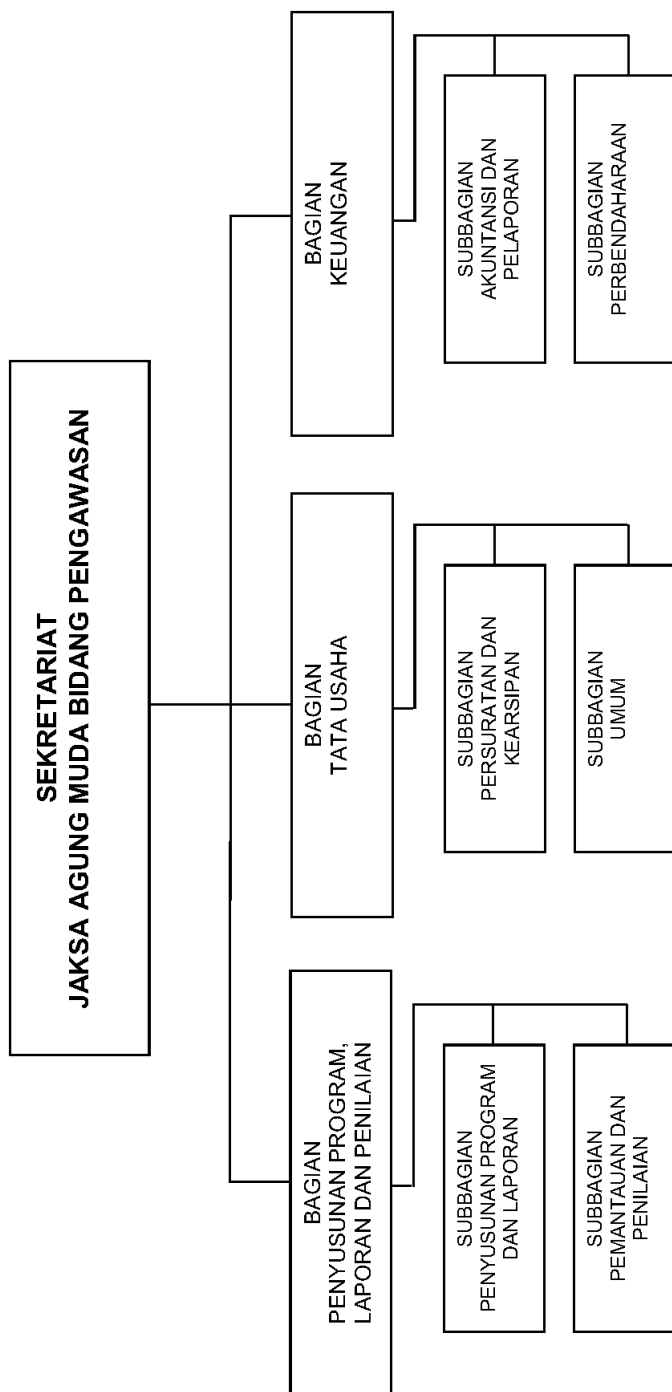 SEKRETARIAT
JAKSA AGUNG MUDA BIDANG PENGAWASAN
BAGIAN
PENYUSUNAN PROGRAM,
LAPORAN DAN PENILAIAN
SUBBAGIAN
PENYUSUNAN PROGRAM
DAN LAPORAN
SUBBAGIAN
PEMANTAUAN DAN
PENILAIAN
BAGIAN
TATA USAHA
SUBBAGIAN
PERSURATAN DAN
KEARSIPAN
SUBBAGIAN
UMUM
BAGIAN
KEUANGAN
SUBBAGIAN
AKUNTANSI DAN
PELAPORAN
SUBBAGIAN
PERBENDAHARAAN